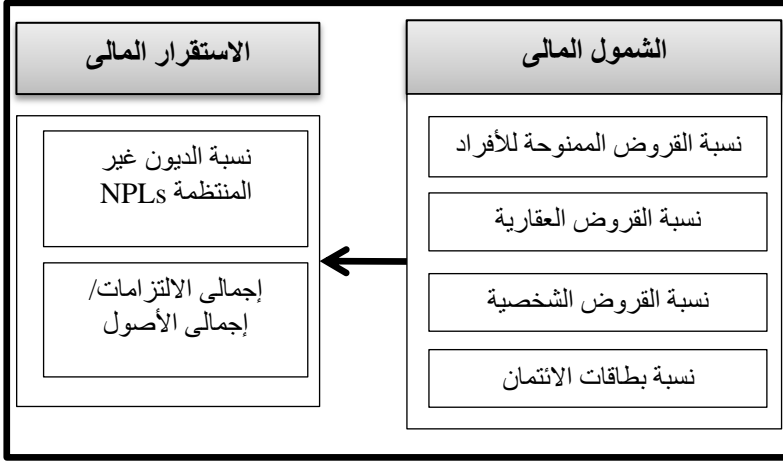 الشمول المالى
نسبة القروض الممنوحة للأفراد
نسبة القروض العقارية
نسبة القروض الشخصية
نسبة بطاقات الائتمان
الاستقرار المالى
نسبة الديون غير
المنتظمة NPLs
إجمالى الالتزامات/
إجمالى الأصول